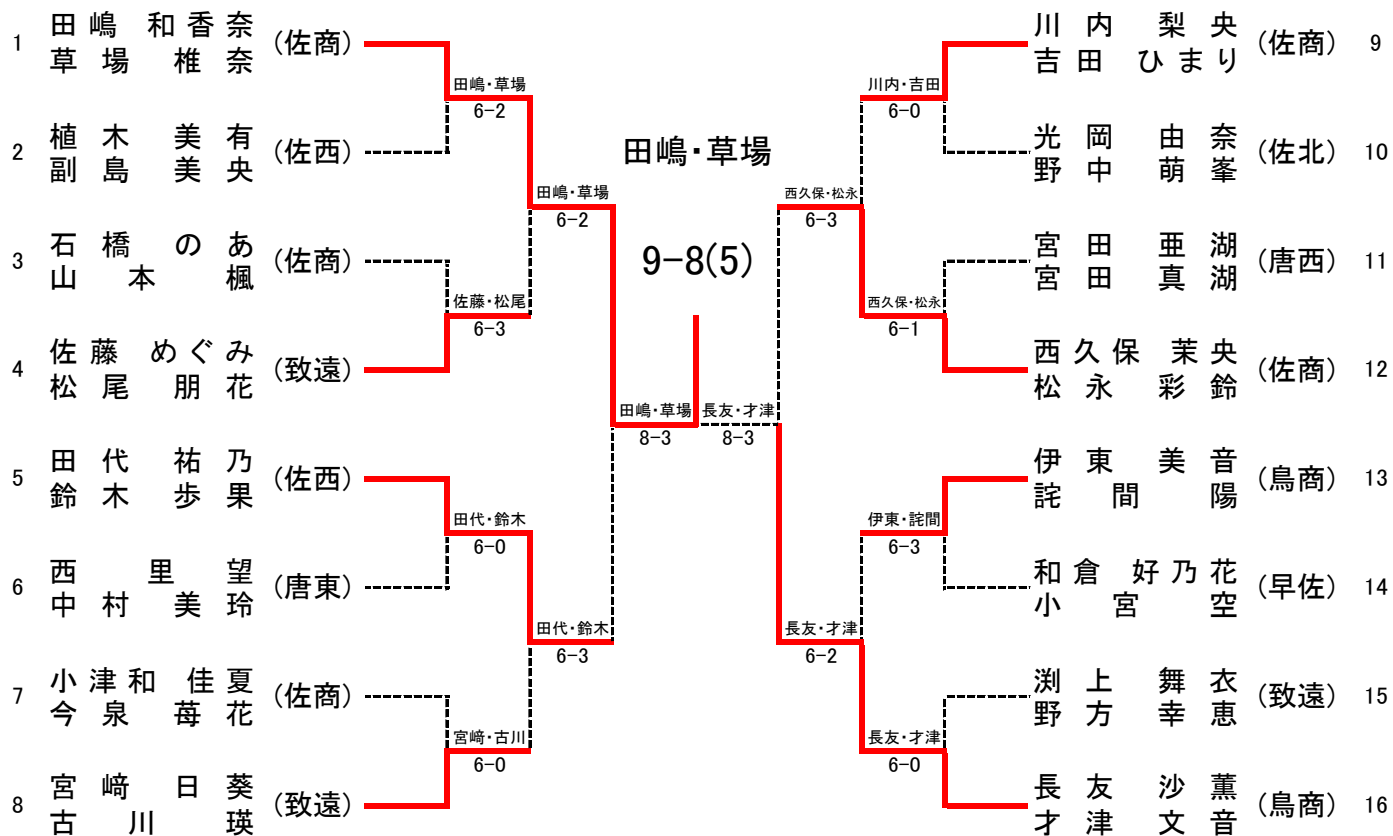 1 田嶋 和香奈 (佐商)
草場 椎奈
2 植木 美有 (佐西)
副島 美央
3 石橋 のあ (佐商)
山本 楓
4 佐藤 めぐみ (致遠)
松尾 朋花
5 田代 祐乃 (佐西)
鈴木 歩果
6 西里 望 (唐東)
中村 美玲
7 小津和 佳夏 (佐商)
今泉 苺花
8 宮﨑 日葵 (致遠)
古川 瑛
田嶋・草場
6-2
佐藤・松尾
6-3
田代・鈴木
6-0
宮﨑・古川
6-0
田嶋・草場
6-2
田代・鈴木
6-3
田嶋・草場
8-3
田嶋・草場
9-8(5)
長友・才津
8-3
西久保・松永
6-3
長友・才津
6-2
川内・吉田
6-0
西久保・松永
6-1
伊東・詫間
6-3
長友・才津
6-0
川内 梨央 (佐商) 9
吉田 ひまり
光岡 由奈 (佐北) 10
野中 萌峯
宮田 亜湖 (唐西) 11
宮田 真湖
西久保 茉央 (佐商) 12
松永 彩鈴
伊東 美音 (鳥商) 13
詫間 陽
和倉 好乃花 (早佐) 14
小宮 空
渕上 舞衣 (致遠) 15
野方 幸恵
長友 沙薫 (鳥商) 16
才津 文音